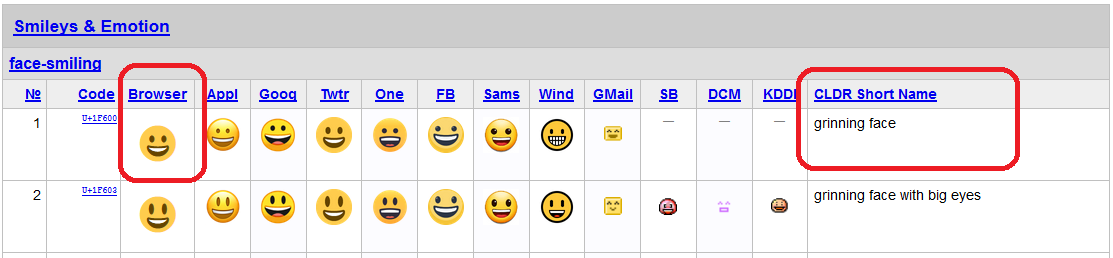 Smileys & Emotion
face-smiling
№ Code Browser Appl Goog Twtr One FB Sams Wind GMail SB DCM KDDI CLDR Short Name
1 U+1F600 — — — grinning face
2 U+1F603 grinning face with big eyes